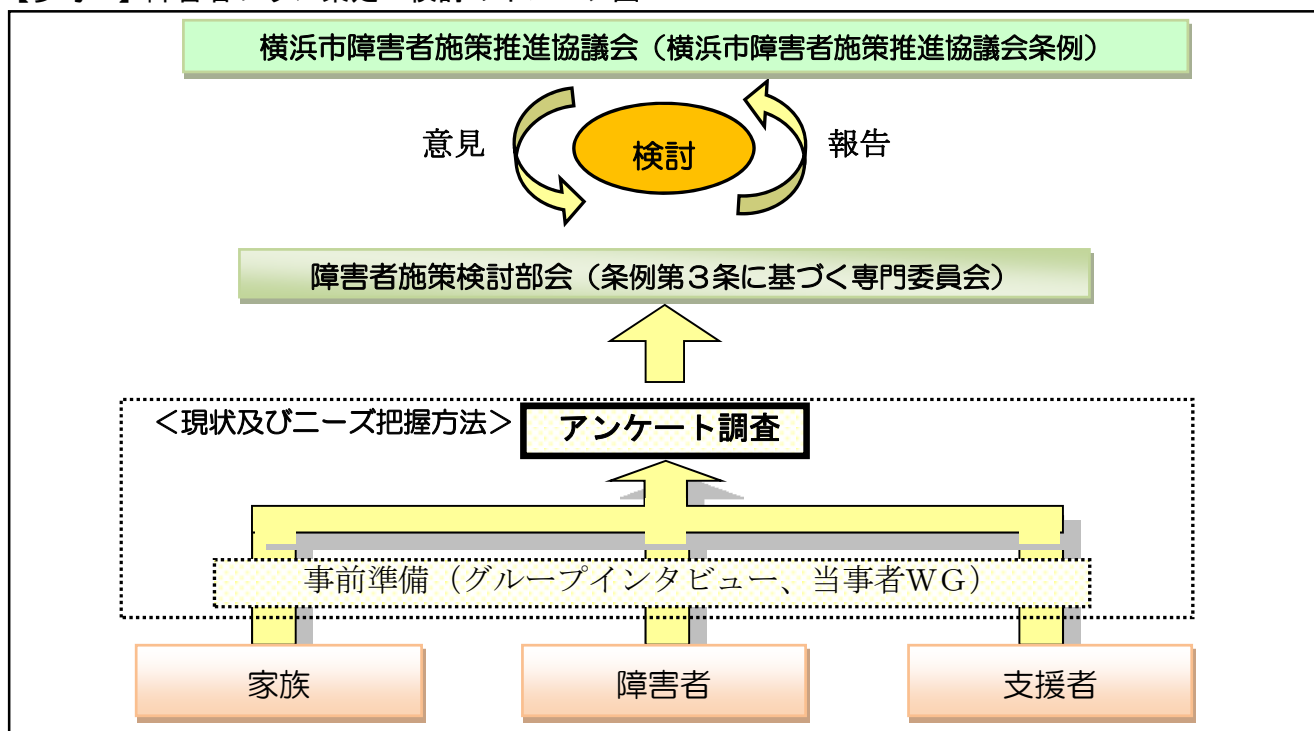 横浜市障害者施策推進協議会（横浜市障害者施策推進協議会条例）
意見
検討
報告
障害者施策検討部会（条例第３条に基づく専門委員会）
＜現状及びニーズ把握方法＞
アンケート調査
事前準備（グループインタビュー、当事者ＷＧ）
家族
障害者
支援者